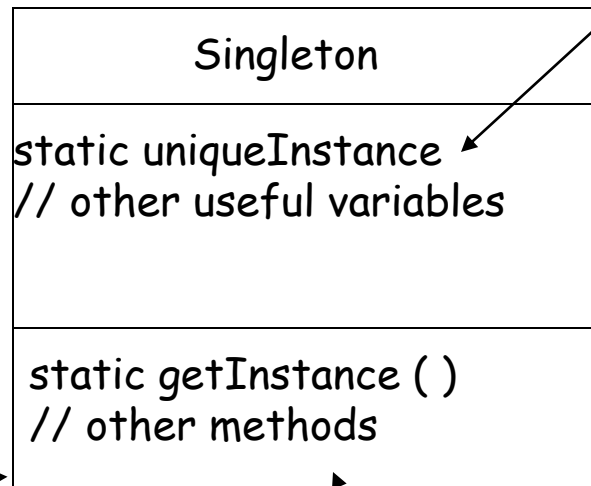 Singleton
static uniqueInstance
// other useful variables
static getInstance ( )
// other methods